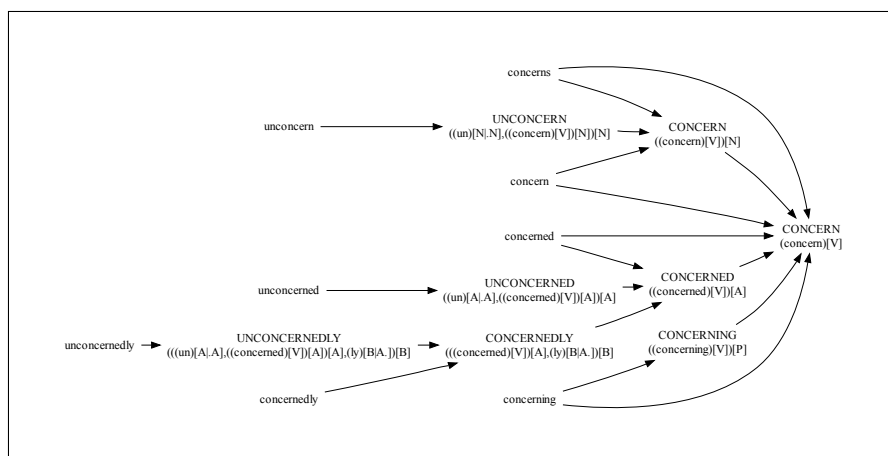 concerns
unconcern
UNCONCERN
((un)[N|.N],((concern)[V])[N])[N]
CONCERN
((concern)[V])[N]
concern
concerned
CONCERN
(concern)[V]
unconcerned
UNCONCERNED
((un)[A|.A],((concerned)[V])[A])[A]
CONCERNED
((concerned)[V])[A]
unconcernedly
UNCONCERNEDLY
(((un)[A|.A],((concerned)[V])[A])[A],(ly)[B|A.])[B]
CONCERNEDLY
(((concerned)[V])[A],(ly)[B|A.])[B]
CONCERNING
((concerning)[V])[P]
concernedly
concerning